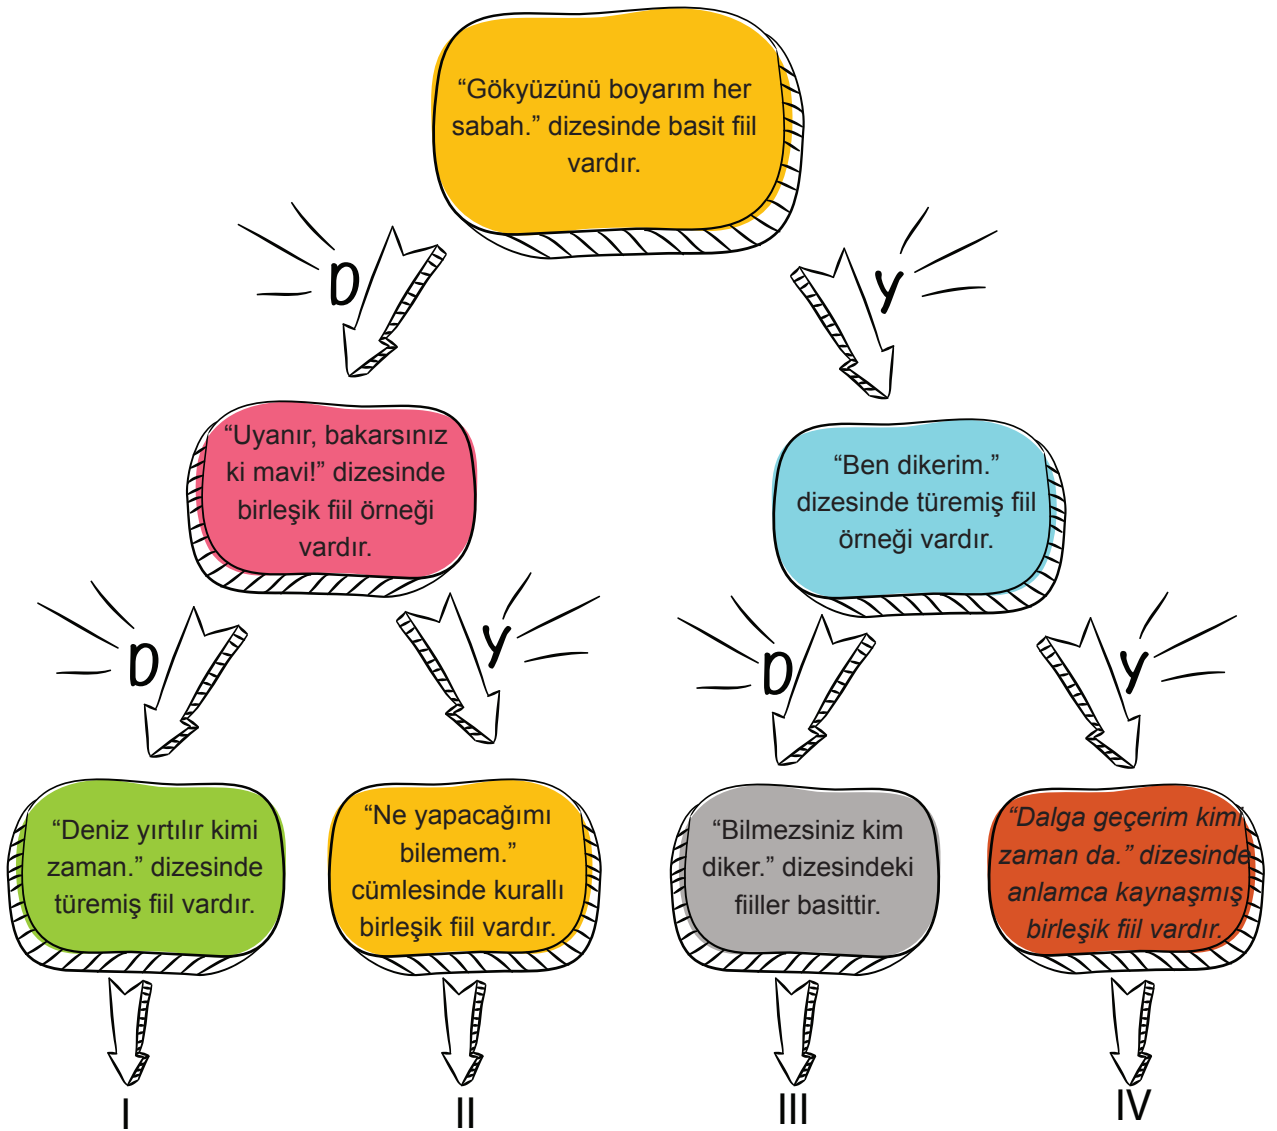 “Gökyüzünü boyarım her
sabah.” dizesinde basit fiil
vardır.
D
Y
“Uyanır, bakarsınız
ki mavi!” dizesinde
birleşik fiil örneği
vardır.
“Ben dikerim.”
dizesinde türemiş fiil
örneği vardır.
D
Y
D
Y
“Deniz yırtılır kimi
zaman.” dizesinde
türemiş fiil vardır.
“Ne yapacağımı
bilemem.”
cümlesinde kurallı
birleşik fiil vardır.
“Bilmezsiniz kim
diker.” dizesindeki
fiiller basittir.
“Dalga geçerim kimi
zaman da.” dizesinde
anlamca kaynaşmış
birleşik fiil vardır.
I
II
III
IV